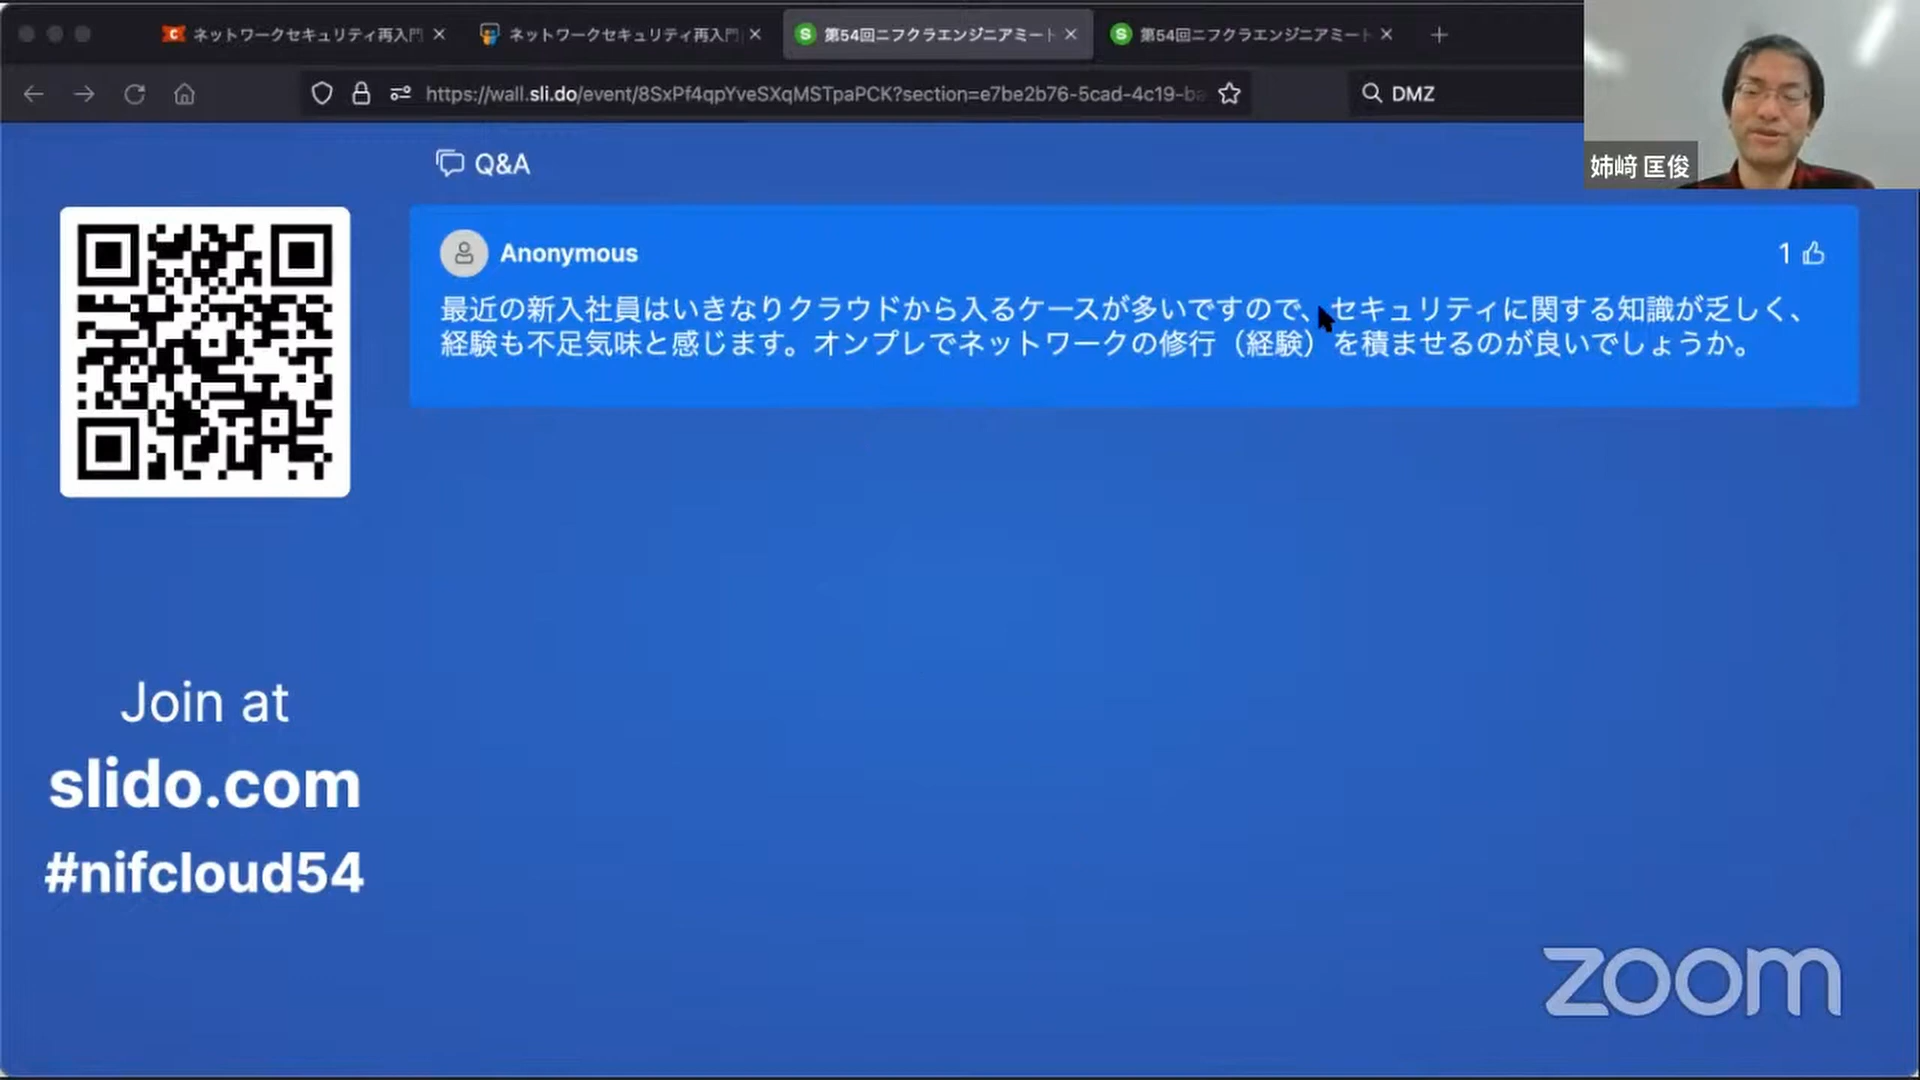 ネットワークセキュリティ再入門
ネットワークセキュリティ再入門
第54回ニフクラエンジニアミート
第54回ニフクラエンジニアミート
https://wall.sli.do/event/8SxPf4qpYveSXqMSTpaPCK?section=e7be2b76-5cad-4c19-ba
DMZ
姉﨑 匡俊
Q&A
Anonymous
1
最近の新入社員はいきなりクラウドから入るケースが多いですので、セキュリティに関する知識が乏しく、
経験も不足気味と感じます。オンプレでネットワークの修行（経験）を積ませるのが良いでしょうか。
Join at
slido.com
#nifcloud54
zoom